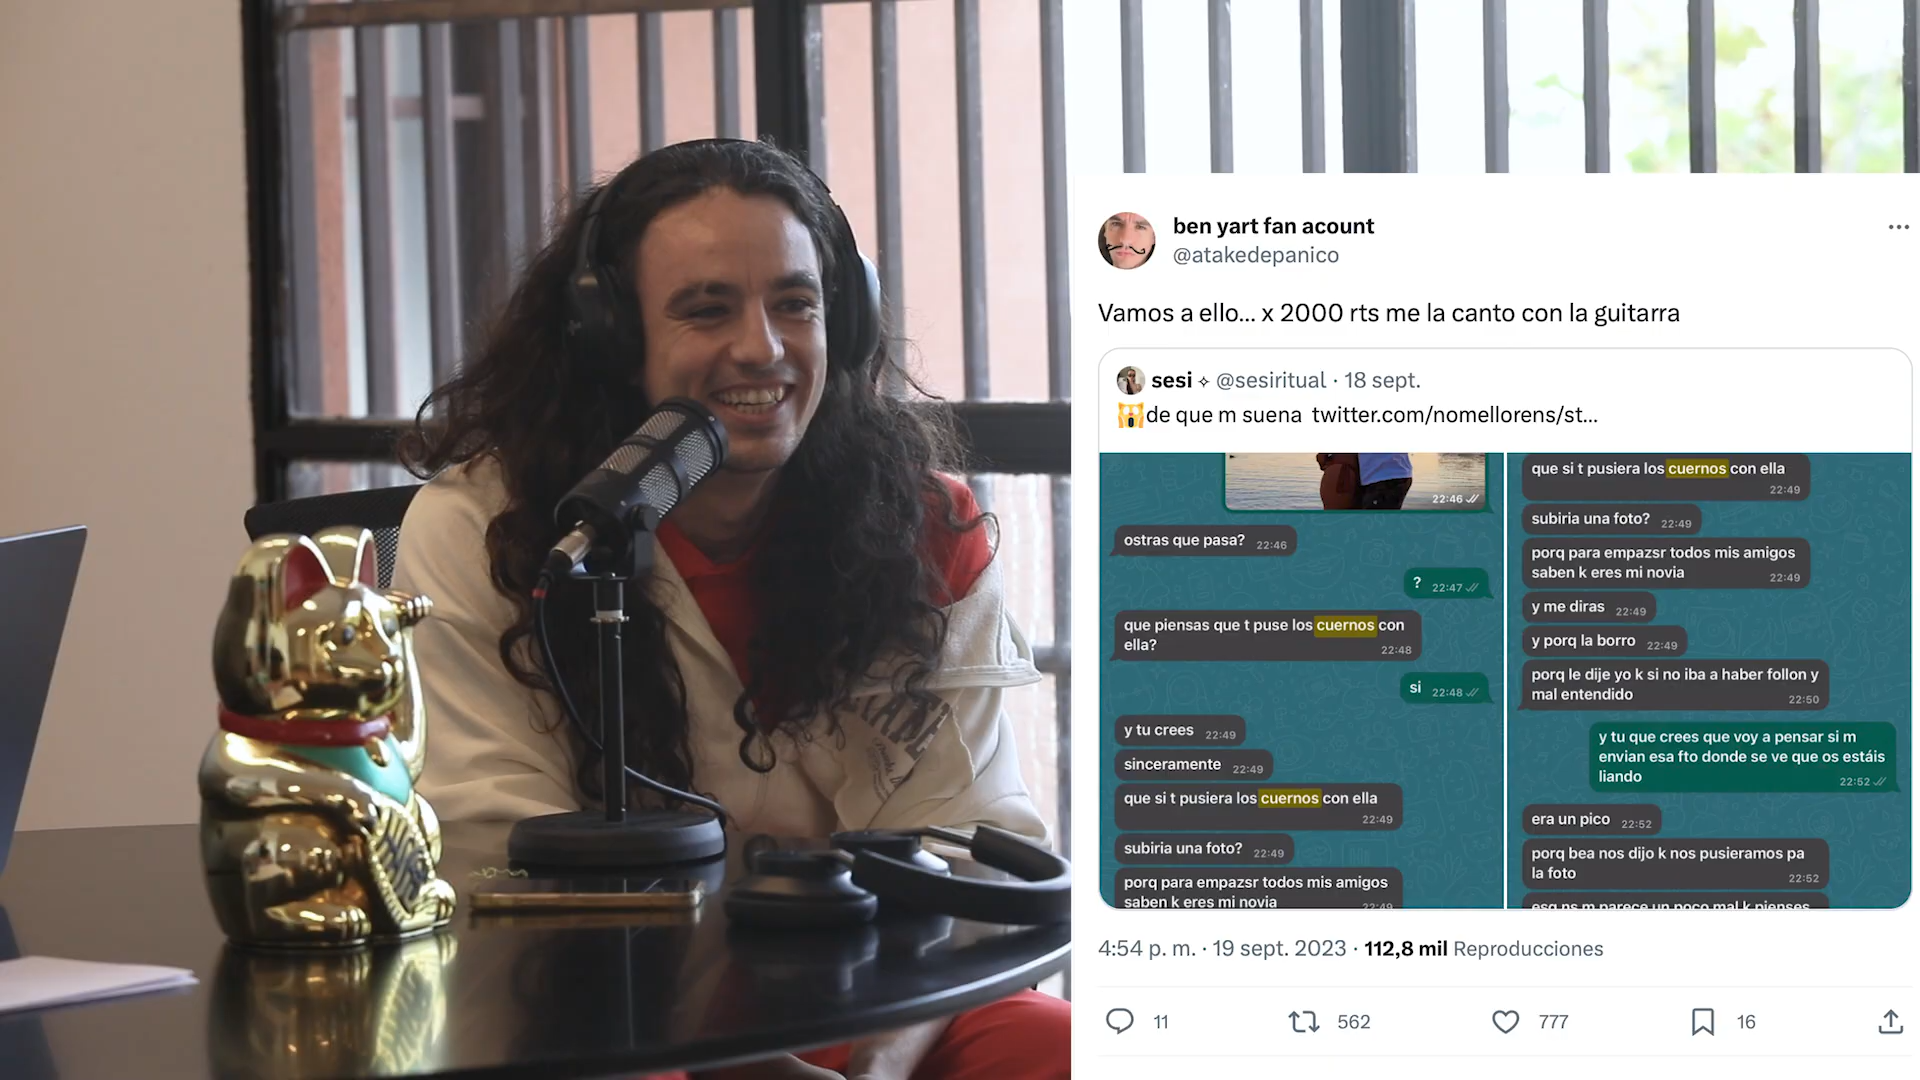 ben yart fan acount
@atakedepanico
Vamos a ello... x 2000 rts me la canto con la guitarra
sesi ✧ @sesiritual · 18 sept.
🙀de que m suena twitter.com/nomellorens/st...
22:46
ostras que pasa? 22:46
? 22:47
que piensas que t puse los cuernos con
ella? 22:48
si 22:48
y tu crees 22:49
sinceramente 22:49
que si t pusiera los cuernos con ella
22:49
subiria una foto? 22:49
porq para empazsr todos mis amigos
saben k eres mi novia 22:49
que si t pusiera los cuernos con ella
22:49
subiria una foto? 22:49
porq para empazsr todos mis amigos
saben k eres mi novia 22:49
y me diras 22:49
y porq la borro 22:49
porq le dije yo k si no iba a haber follon y
mal entendido 22:50
y tu que crees que voy a pensar si m
envian esa fto donde se ve que os estáis
liando 22:52
era un pico 22:52
porq bea nos dijo k nos pusieramos pa
la foto 22:52
esq ns m parece un poco mal k pienses
4:54 p. m. · 19 sept. 2023 · 112,8 mil Reproducciones
11 562 777 16